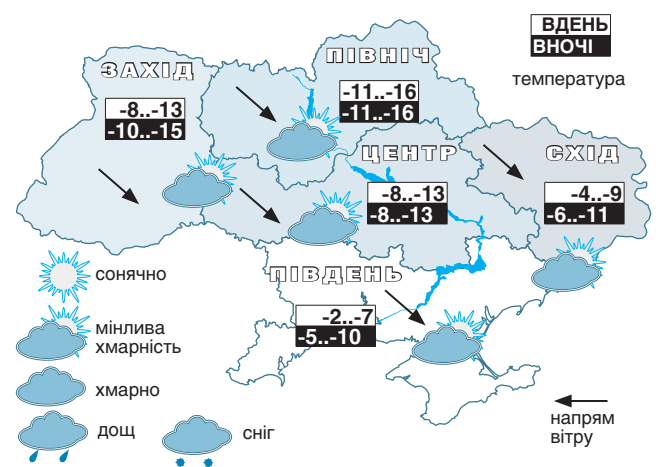 ВДЕНЬ
ВНОЧІ
температура
ПІВНІЧ
-11..-16
-11..-16
ЗАХІД
-8..-13
-10..-15
ЦЕНТР
-8..-13
-8..-13
СХІД
-4..-9
-6..-11
ПІВДЕНЬ
-2..-7
-5..-10
сонячно
мінлива
хмарність
хмарно
дощ
сніг
напрям
вітру